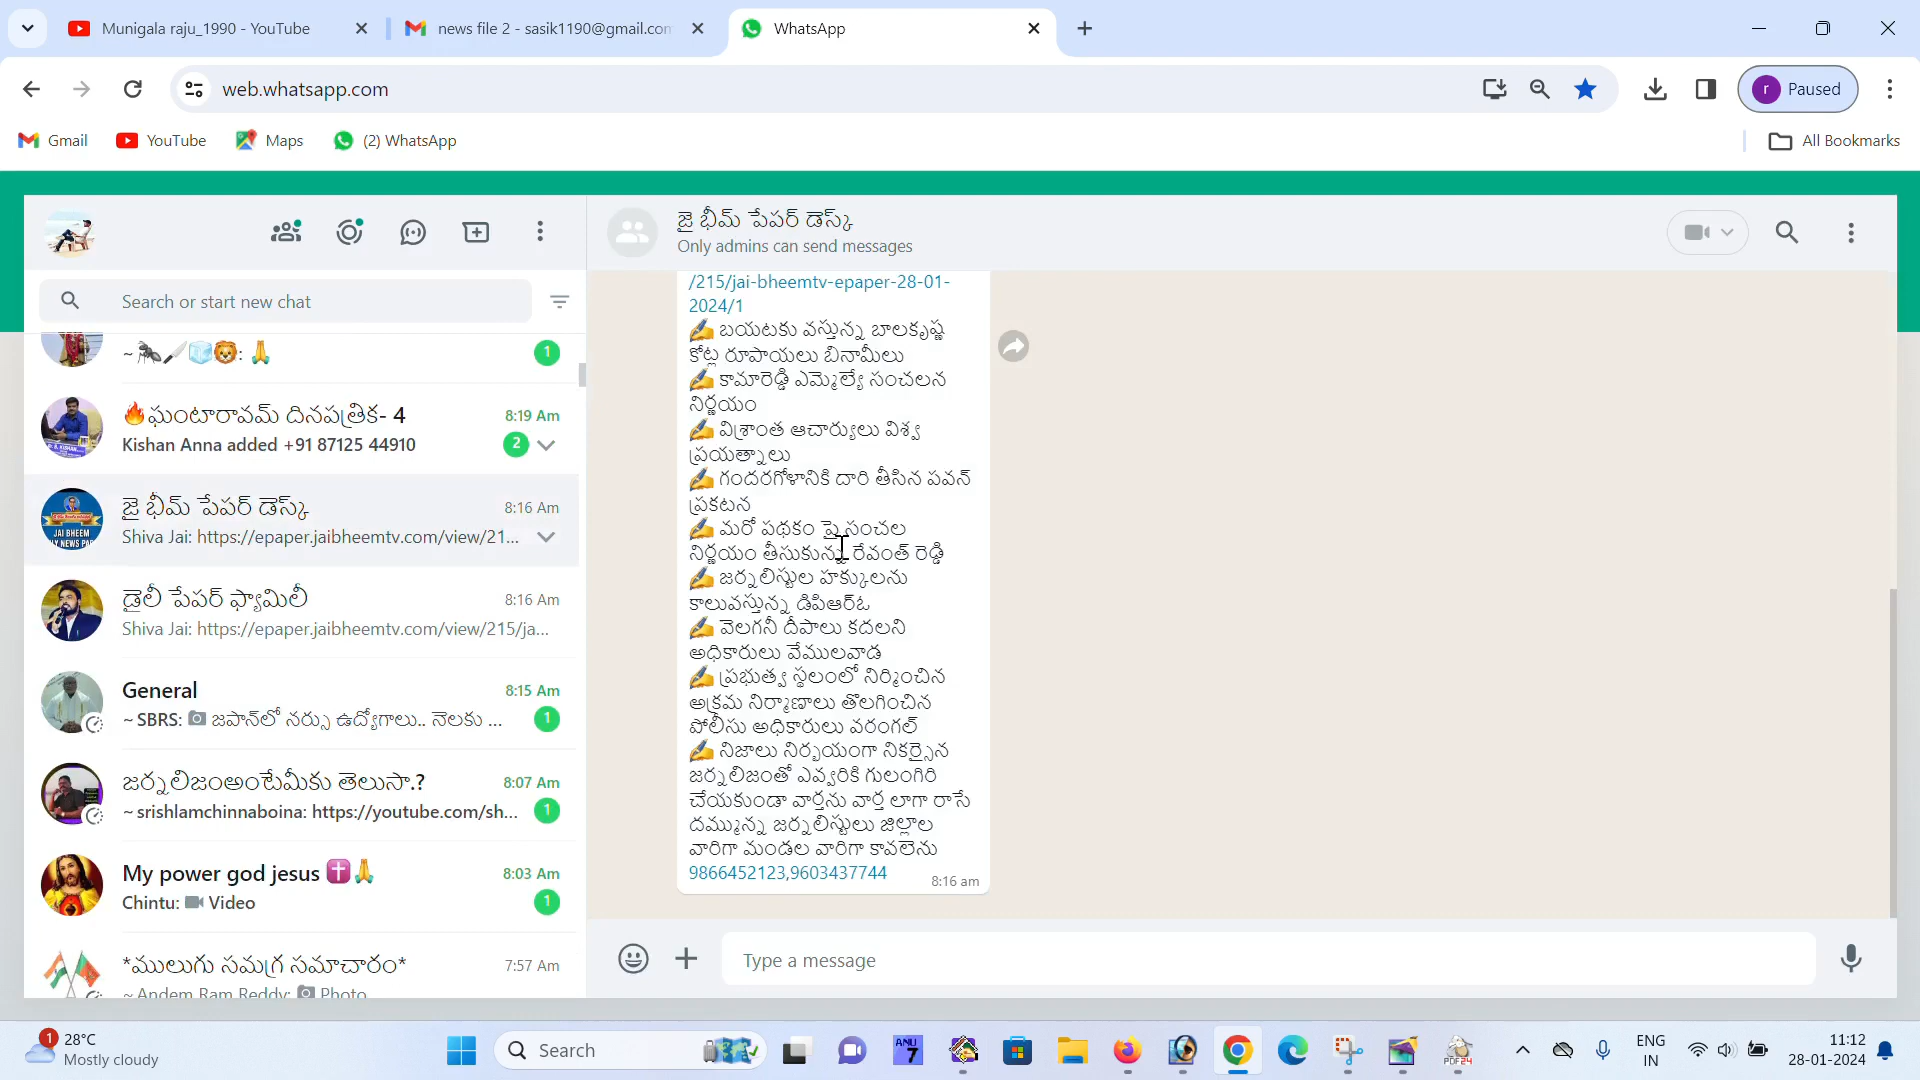 Munigala raju_1990 - YouTube
news file 2 - sasik1190@gmail.com
WhatsApp
web.whatsapp.com
r Paused
Gmail
YouTube
Maps
(2) WhatsApp
All Bookmarks
Search or start new chat
~🐜🔪🧊🦁: 🙏
1
🔥ఘంటారావమ్ దినపత్రిక- 4
8:19 Am
Kishan Anna added +91 87125 44910
2
జై భీమ్ పేపర్ డెస్క్
8:16 Am
Shiva Jai: https://epaper.jaibheemtv.com/view/21...
JAI BHEEM
డైలీ పేపర్ ఫ్యామిలీ
8:16 Am
Shiva Jai: https://epaper.jaibheemtv.com/view/215/ja...
General
8:15 Am
~SBRS: 📷 జపాన్‌లో నర్సు ఉద్యోగాలు.. నెలకు ...
1
జర్నలిజంఅంటేమీకు తెలుసా.?
8:07 Am
~srishlamchinnaboina: https://youtube.com/sh...
1
My power god jesus ✝️🙏
8:03 Am
Chintu: Video
1
*ములుగు సమగ్ర సమాచారం*
7:57 Am
~Andem Ram Reddy: Photo
జై భీమ్ పేపర్ డెస్క్
Only admins can send messages
/215/jai-bheemtv-epaper-28-01-
2024/1
✍️ బయటకు వస్తున్న బాలకృష్ణ
కోట్ల రూపాయలు బినామీలు
✍️ కామారెడ్డి ఎమ్మెల్యే సంచలన
నిర్ణయం
✍️ విశ్రాంత ఆచార్యులు విశ్వ
ప్రయత్నాలు
✍️ గందరగోళానికి దారి తీసిన పవన్
ప్రకటన
✍️ మరో పథకం పై సంచల
నిర్ణయం తీసుకున్న రేవంత్ రెడ్డి
✍️ జర్నలిస్టుల హక్కులను
కాలువస్తున్న డిపిఆర్ఓ
✍️ వెలగనీ దీపాలు కదలని
అధికారులు వేములవాడ
✍️ ప్రభుత్వ స్థలంలో నిర్మించిన
అక్రమ నిర్మాణాలు తొలగించిన
పోలీసు అధికారులు వరంగల్
✍️ నిజాలు నిర్భయంగా నికర్సైన
జర్నలిజంతో ఎవ్వరికి గులంగిరి
చేయకుండా వార్తను వార్త లాగా రాసే
దమ్మున్న జర్నలిస్టులు జిల్లాల
వారిగా మండల వారిగా కావలెను
9866452123,9603437744
8:16 am
Type a message
1
28°C
Mostly cloudy
Search
ANU
7
PDF24
ENG
IN
11:12
28-01-2024